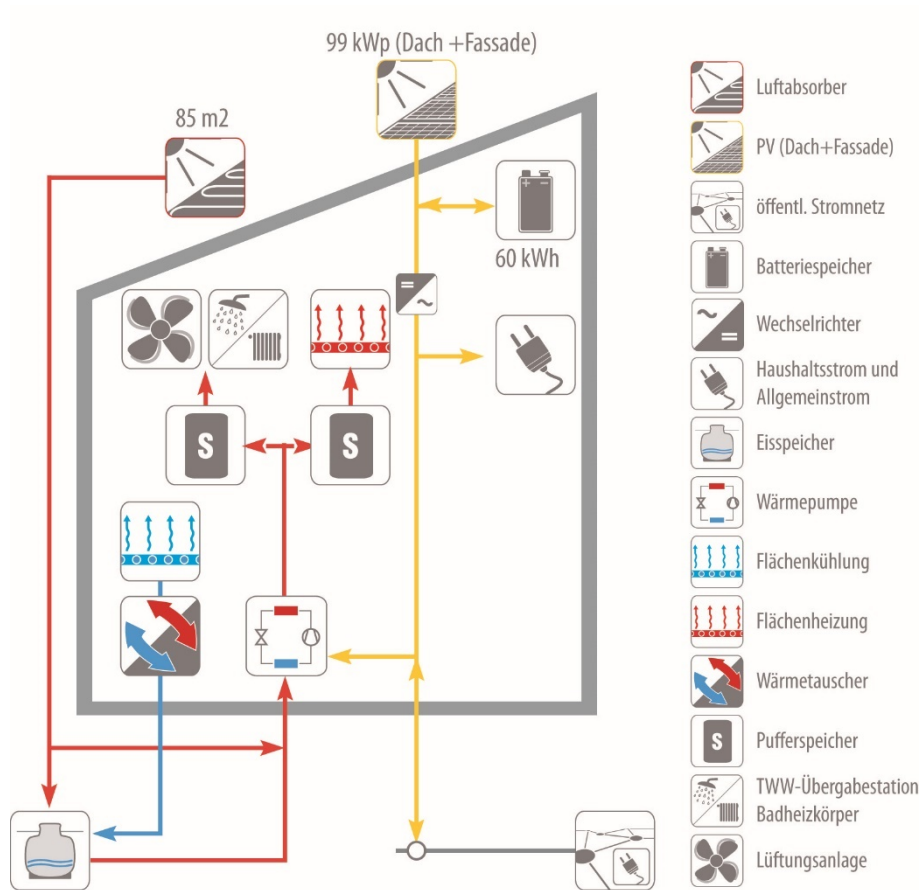 99 kWp (Dach +Fassade)
85 m2
60 kWh
S
S
Luftabsorber
PV (Dach+Fassade)
öffentl. Stromnetz
Batteriespeicher
Wechselrichter
Haushaltsstrom und
Allgemeinstrom
Eisspeicher
Wärmepumpe
Flächenkühlung
Flächenheizung
Wärmetauscher
S
Pufferspeicher
TWW-Übergabestation
Badheizkörper
Lüftungsanlage